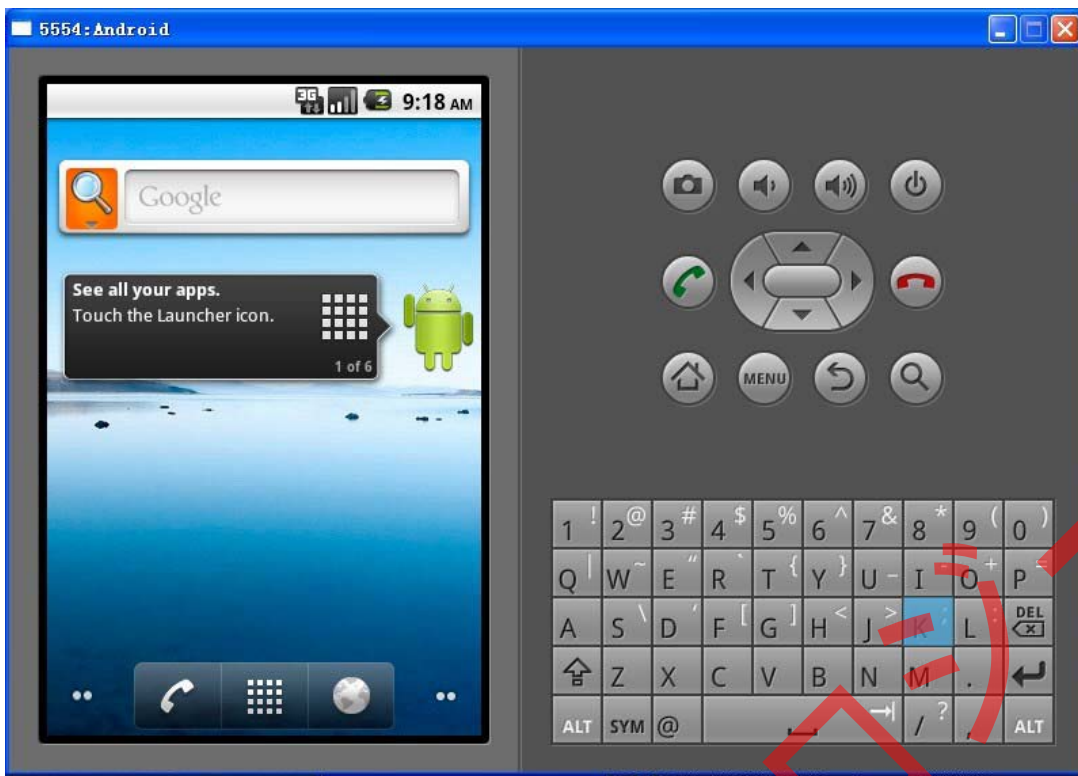 5554:Android
3G 9:18 AM
Google
See all your apps.
Touch the Launcher icon.
1 of 6
MENU
1 ! 2 @ 3 # 4 $ 5 % 6 ^ 7 & 8 * 9 ( 0 )
Q | W ~ E " R ` T { Y } U _ I - O + P =
A S \ D ' F [ G ] H < J > K ; L : DEL
Z X C V B N M .
ALT SYM @ / ? , ALT